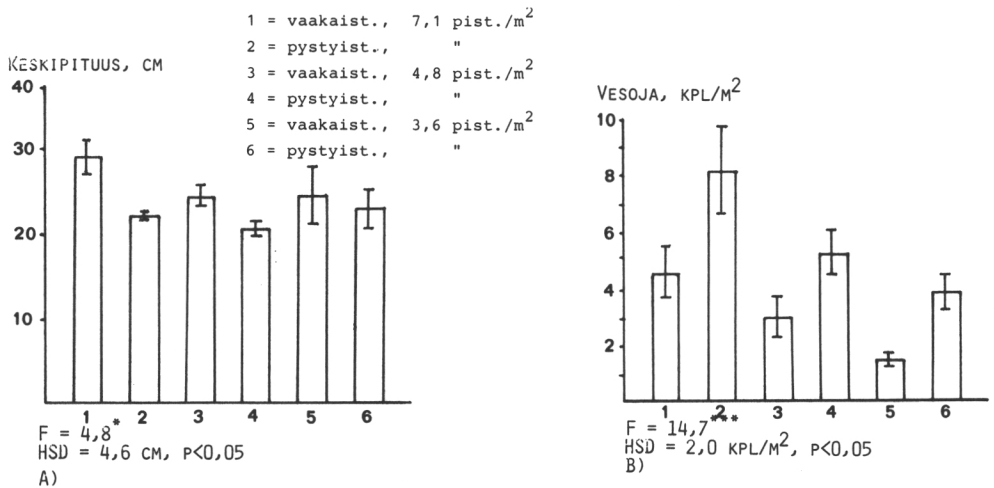 1 = vaakaist., 7,1 pist./m²
2 = pystyist., "
3 = vaakaist., 4,8 pist./m²
4 = pystyist., "
5 = vaakaist., 3,6 pist./m²
6 = pystyist., "
KESKIPITUUS, CM
40
30
20
10
1 2 3 4 5 6
F = 4,8*
HSD = 4,6 CM, P<0,05
A)
VESOJA, KPL/M²
10
8
6
4
2
1 2 3 4 5 6
F = 14,7***
HSD = 2,0 KPL/M², P<0,05
B)